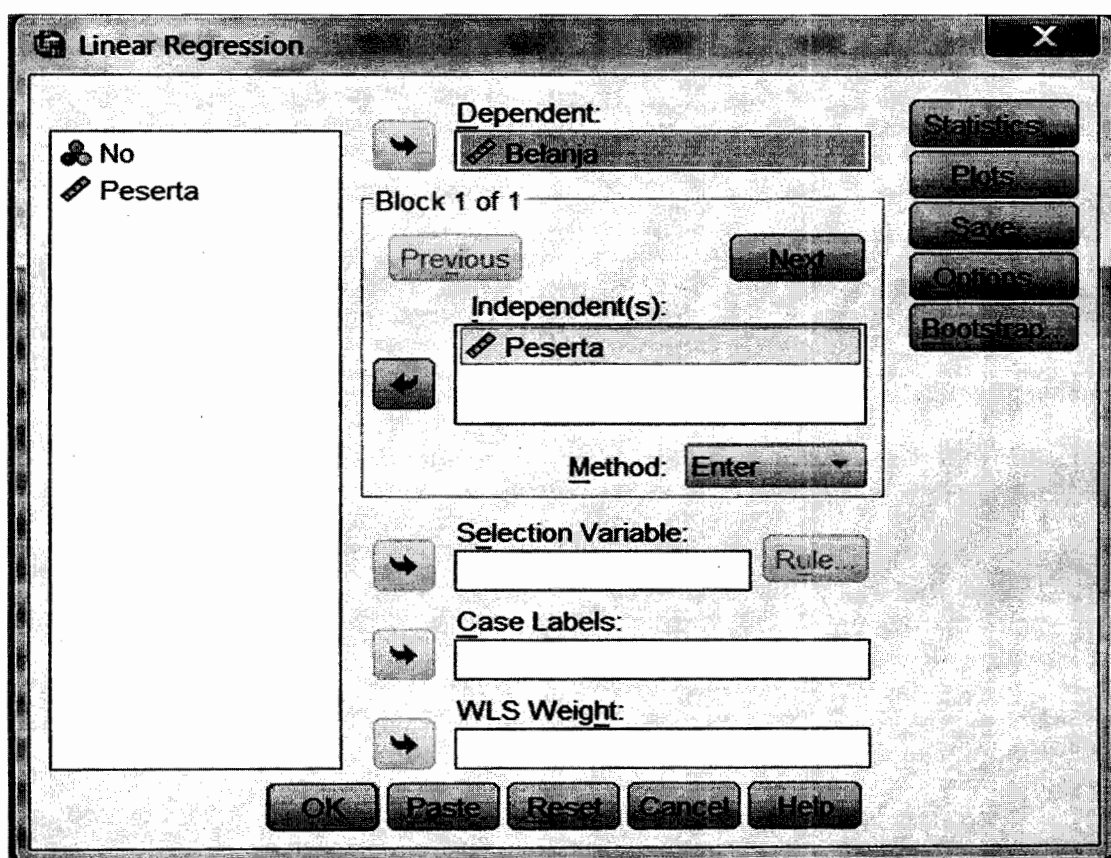 Linear Regression
No
Peserta
Dependent:
Belanja
Block 1 of 1
Previous
Next
Independent(s):
Peserta
Method:
Enter
Selection Variable:
Rule...
Case Labels:
WLS Weight:
Statistics...
Plots...
Save...
Options...
Bootstrap...
OK
Paste
Reset
Cancel
Help